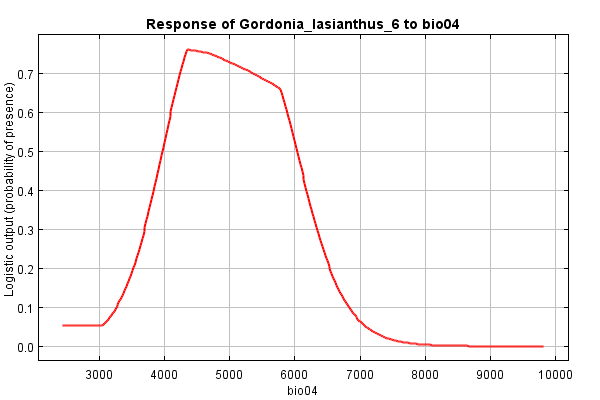 Response of Gordonia_lasianthus_6 to bio04
Logistic output (probability of presence)
0.7
0.6
0.5
0.4
0.3
0.2
0.1
0.0
3000 4000 5000 6000 7000 8000 9000 10000
bio04